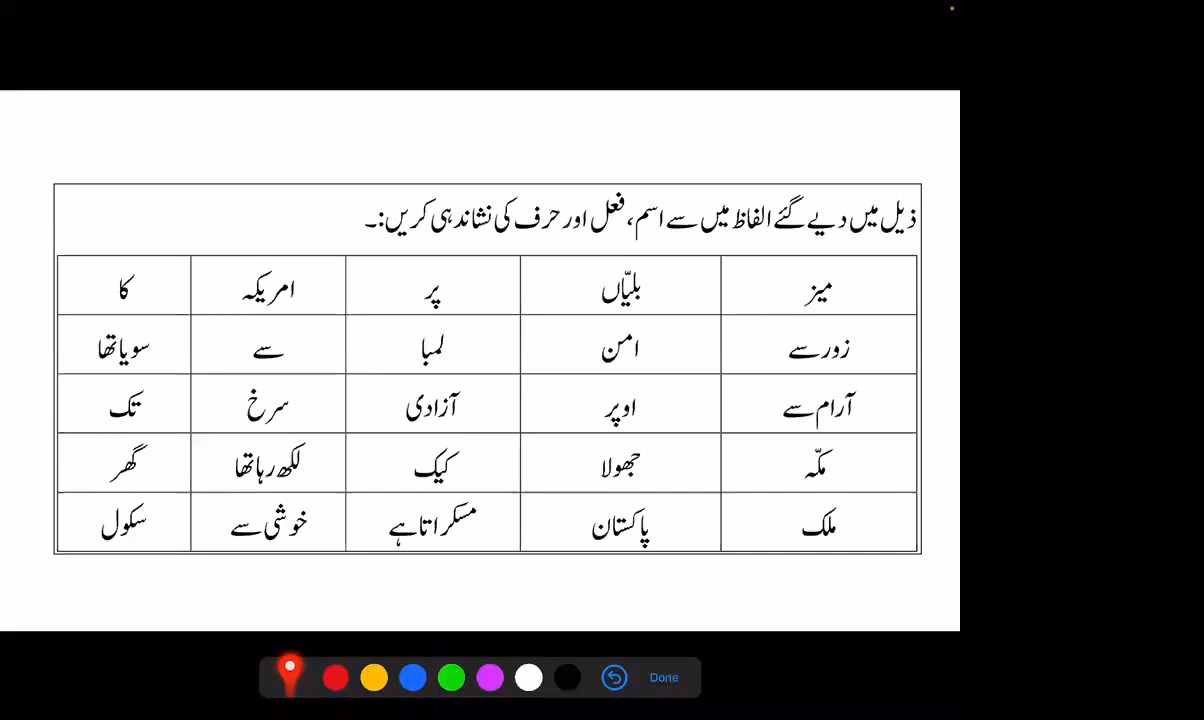 ذیل میں دیے گئے الفاظ میں سے اسم، فعل اور حرف کی نشاندہی کریں:۔
میز بلیّاں پر امریکہ کا
زور سے امن لمبا سے سویا تھا
آرام سے اوپر آزادی سرخ تک
مکّہ جھولا کیک لکھ رہا تھا گھر
ملک پاکستان مسکراتا ہے خوشی سے سکول
Done